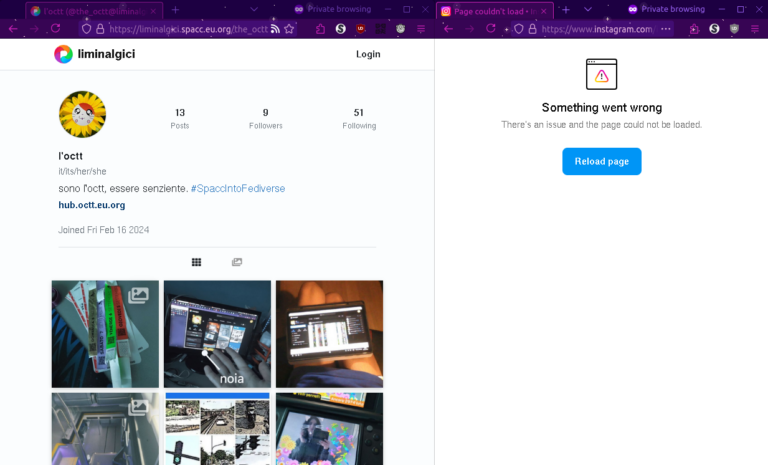 l'octt (@the_octt@liminalg
Private browsing
https://liminalgici.spacc.eu.org/the_octt
liminalgici
Login
13
9
51
Posts
Followers
Following
l'octt
it/its/her/she
sono l'octt, essere senziente. #SpaccIntoFediverse
hub.octt.eu.org
Joined Fri Feb 16 2024
noia
Page couldn't load •
Private browsing
https://www.instagram.com
Something went wrong
There's an issue and the page could not be loaded.
Reload page